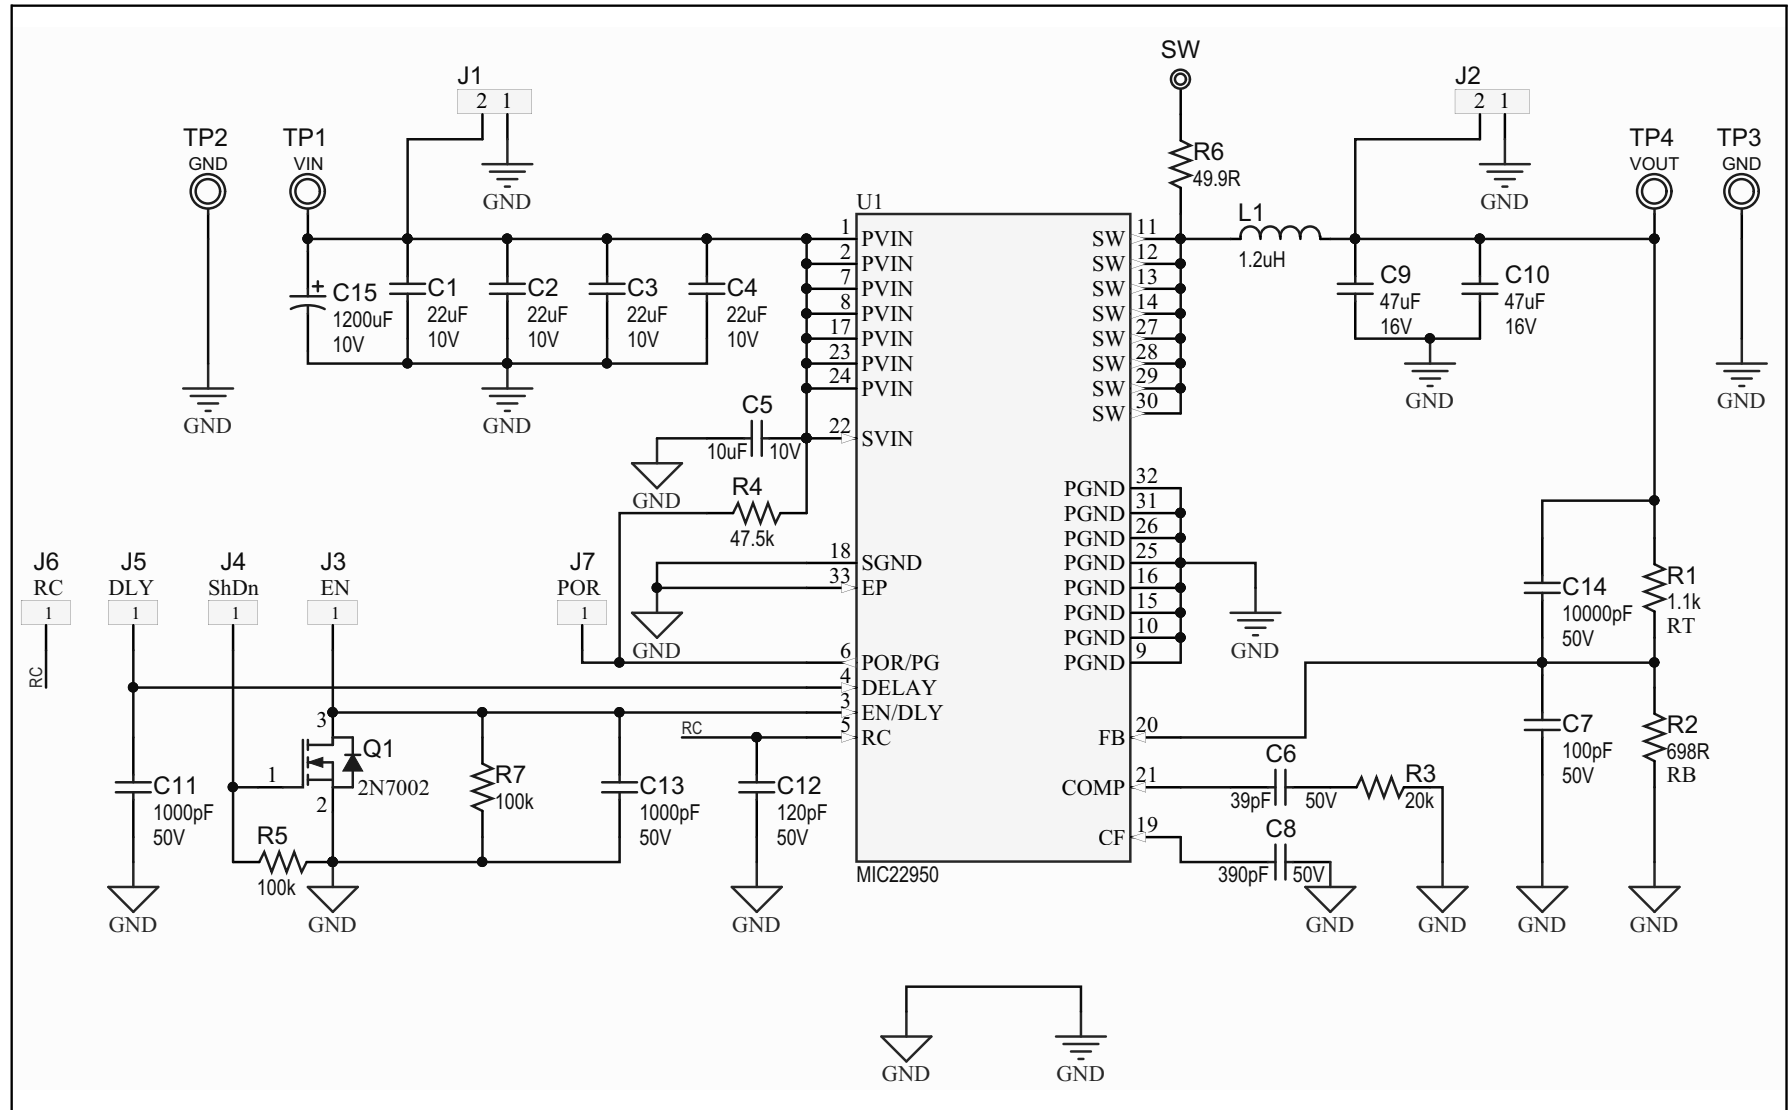 SW
J1
2 1
GND
J2
2 1
GND
TP2
GND
GND
TP1
VIN
TP4
VOUT
TP3
GND
GND
R6
49.9R
L1
1.2uH
C15
1200uF
10V
+
C1
22uF
10V
C2
22uF
10V
C3
22uF
10V
C4
22uF
10V
GND
C9
47uF
16V
C10
47uF
16V
GND
U1
1 PVIN
2 PVIN
7 PVIN
8 PVIN
17 PVIN
23 PVIN
24 PVIN
22 SVIN
18 SGND
33 EP
6 POR/PG
4 DELAY
3 EN/DLY
5 RC
SW 11
SW 12
SW 13
SW 14
SW 27
SW 28
SW 29
SW 30
PGND 32
PGND 31
PGND 26
PGND 25
PGND 16
PGND 15
PGND 10
PGND 9
FB 20
COMP 21
CF 19
MIC22950
C5
10uF 10V
GND
R4
47.5k
GND
GND
J6
RC
1
RC
J5
DLY
1
J4
ShDn
1
J3
EN
1
J7
POR
1
C14
10000pF
50V
R1
1.1k
RT
C7
100pF
50V
R2
698R
RB
RC
3
1
2
Q1
2N7002
C11
1000pF
50V
R5
100k
R7
100k
C13
1000pF
50V
C12
120pF
50V
C6
39pF 50V
R3
20k
C8
390pF 50V
GND
GND
GND
GND
GND
GND
GND
GND
GND